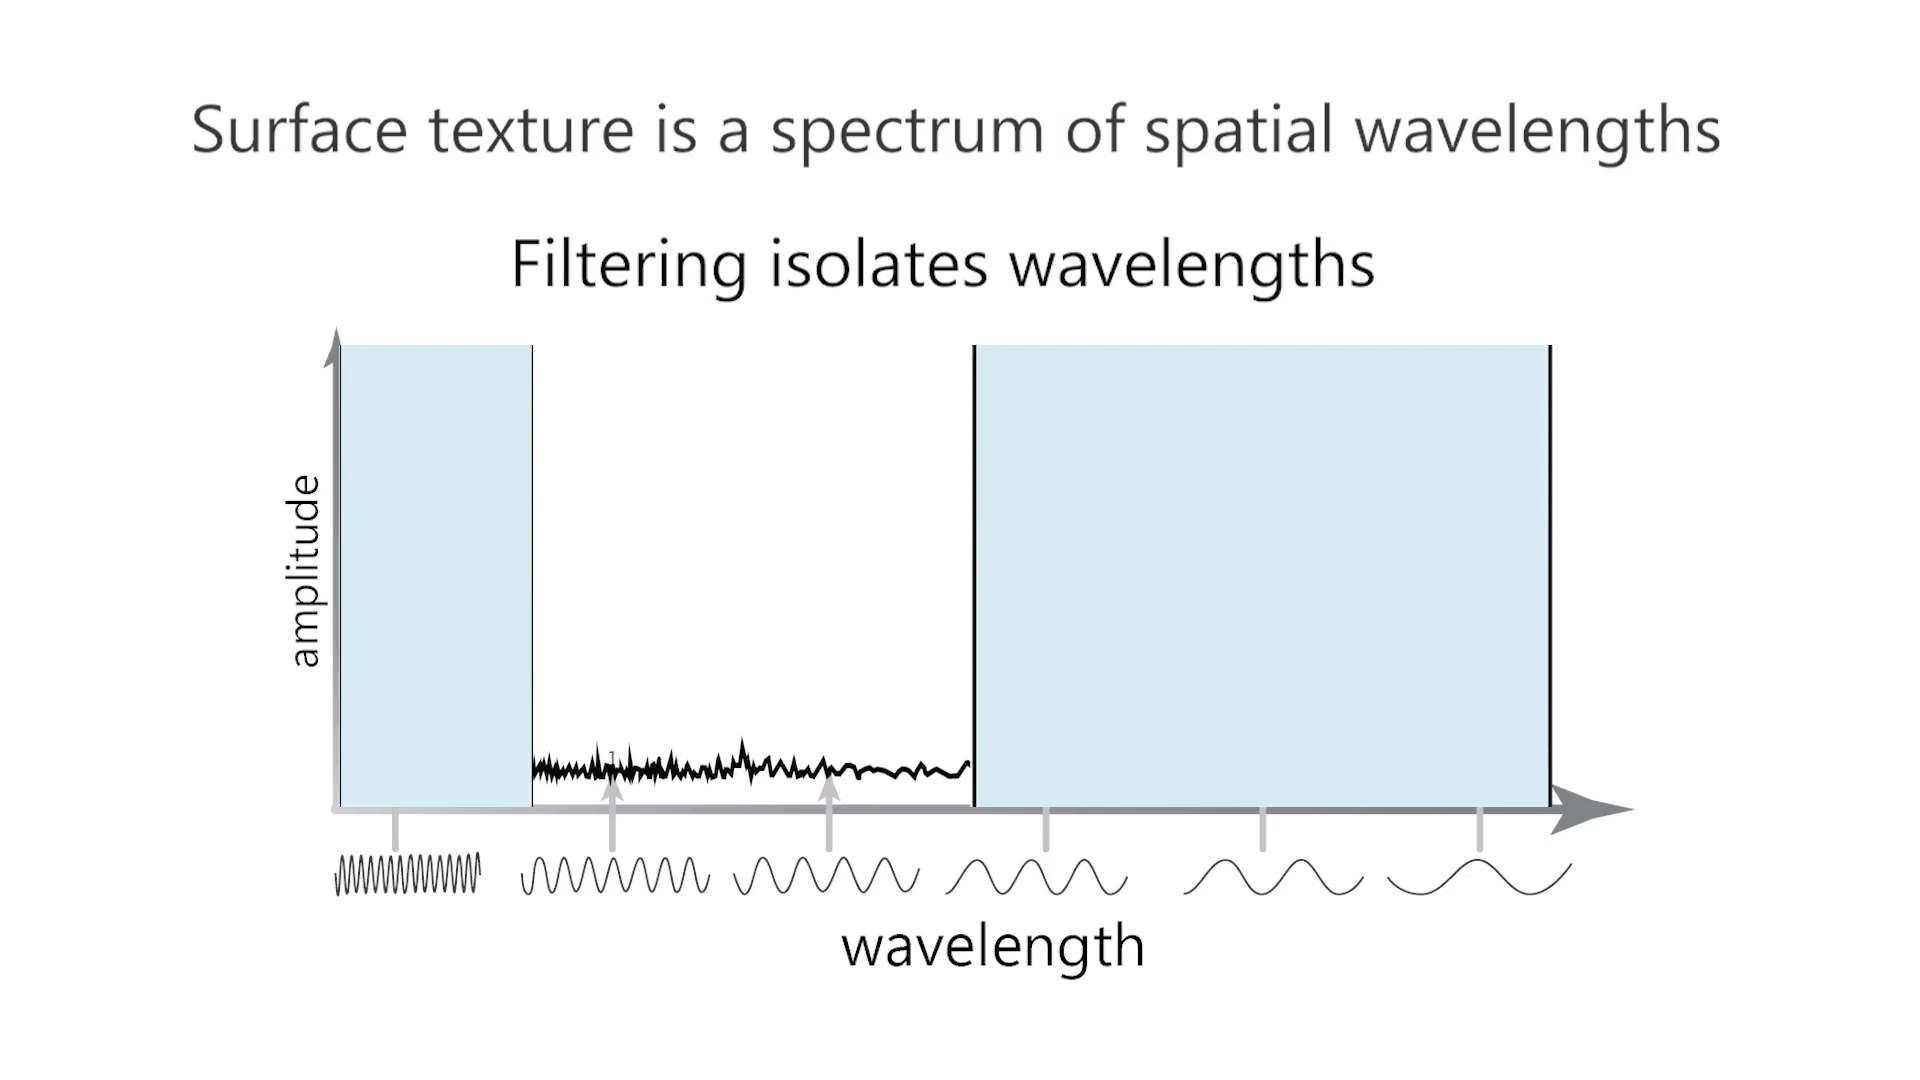 Surface texture is a spectrum of spatial wavelengths
Filtering isolates wavelengths
amplitude
wavelength